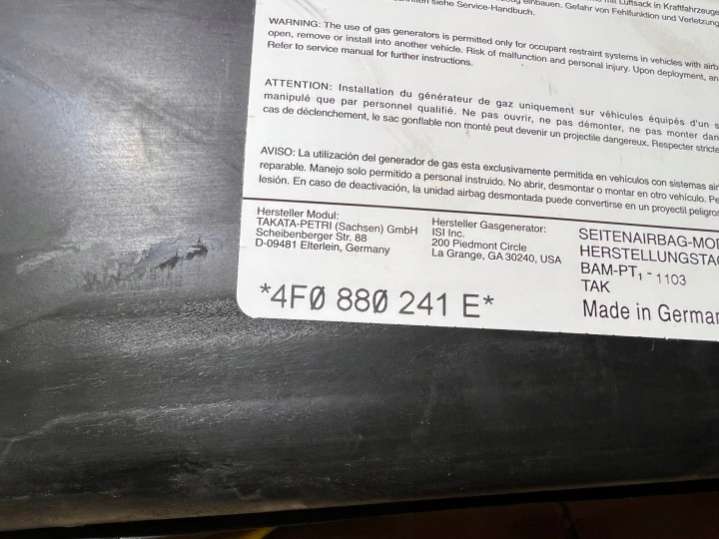 einbauen. Gefahr von Fehlfunktion und Verletzung
siehe Service-Handbuch.
WARNING: The use of gas generators is permitted only for occupant restraint systems in vehicles with airb
open, remove or install into another vehicle. Risk of malfunction and personal injury. Upon deployment, an
Refer to service manual for further instructions.
ATTENTION: Installation du générateur de gaz uniquement sur véhicules équipés d'un s
manipulé que par personnel qualifié. Ne pas ouvrir, ne pas démonter, ne pas monter dan
cas de déclenchement, le sac gonflable non monté peut devenir un projectile dangereux. Respecter stricte
AVISO: La utilización del generador de gas esta exclusivamente permitida en vehículos con sistemas air
reparable. Manejo solo permitido a personal instruido. No abrir, desmontar o montar en otro vehículo. Pe
lesión. En caso de deactivación, la unidad airbag desmontada puede convertirse en un proyectil peligro
Hersteller Modul:
TAKATA-PETRI (Sachsen) GmbH
Scheibenberger Str. 88
D-09481 Elterlein, Germany
Hersteller Gasgenerator:
ISI Inc.
200 Piedmont Circle
La Grange, GA 30240, USA
SEITENAIRBAG-MO
HERSTELLUNGSTA
BAM-PT₁ - 1103
TAK
Made in Germa
*4F0 880 241 E*